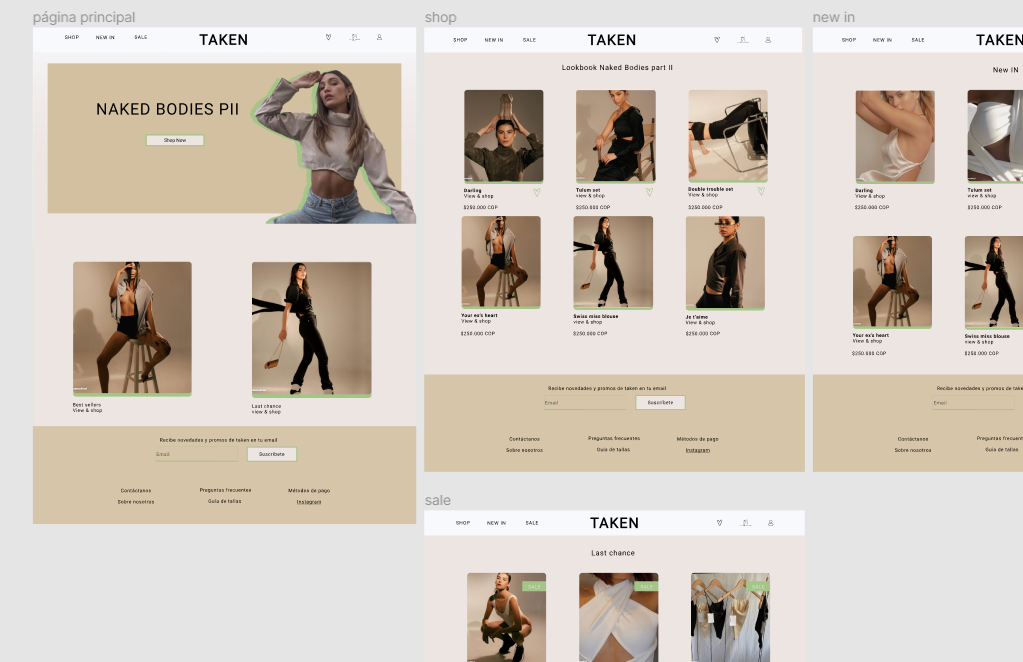 página principal
SHOP
NEW IN
SALE
TAKEN
NAKED BODIES PII
Shop Now
Best sellers
View & shop
Last chance
view & shop
Recibe novedades y promos de taken en tu email
Email
Suscríbete
Contáctanos
Preguntas frecuentes
Métodos de pago
Sobre nosotros
Guía de tallas
Instagram
shop
SHOP
NEW IN
SALE
TAKEN
Lookbook Naked Bodies part II
Darling
View & shop
$250.000 COP
Tulum set
view & shop
$250.000 COP
Double trouble set
View & shop
$250.000 COP
Your ex's heart
View & shop
$250.000 COP
Swiss miss blouse
view & shop
$250.000 COP
Je t'aime
View & shop
$250.000 COP
Recibe novedades y promos de taken en tu email
Email
Suscríbete
Contáctanos
Preguntas frecuentes
Métodos de pago
Sobre nosotros
Guía de tallas
Instagram
new in
SHOP
NEW IN
SALE
TAKEN
New IN
Darling
View & shop
$250.000 COP
Tulum set
view & shop
$250.000 COP
Your ex's heart
View & shop
$250.000 COP
Swiss miss blouse
view & shop
$250.000 COP
Recibe novedades y promos de take
Email
Contáctanos
Preguntas frecuent
Sobre nosotros
Guía de tallas
sale
SHOP
NEW IN
SALE
TAKEN
Last chance
SALE
SALE
SALE